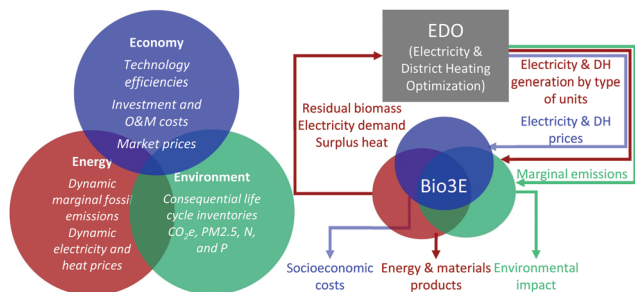 Economy
Technology
efficiencies
Investment and
O&M costs
Market prices
Energy
Dynamic
marginal fossil
emissions
Dynamic
electricity and
heat prices
Environment
Consequential life
cycle inventories
CO₂e, PM2.5, N,
and P
EDO
(Electricity &
District Heating
Optimization)
Residual biomass
Electricity demand
Surplus heat
Electricity & DH
generation by type
of units
Electricity & DH
prices
Marginal emissions
Bio3E
Socioeconomic
costs
Energy & materials
products
Environmental
impact